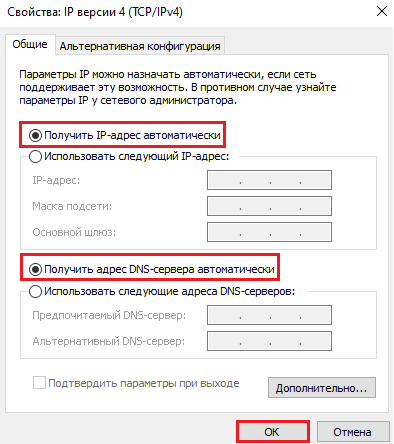 Свойства: IP версии 4 (TCP/IPv4)
Общие
Альтернативная конфигурация
Параметры IP можно назначать автоматически, если сеть
поддерживает эту возможность. В противном случае узнайте
параметры IP у сетевого администратора.
Получить IP-адрес автоматически
Использовать следующий IP-адрес:
IP-адрес:
Маска подсети:
Основной шлюз:
Получить адрес DNS-сервера автоматически
Использовать следующие адреса DNS-серверов:
Предпочитаемый DNS-сервер:
Альтернативный DNS-сервер:
Подтвердить параметры при выходе
Дополнительно...
ОК
Отмена